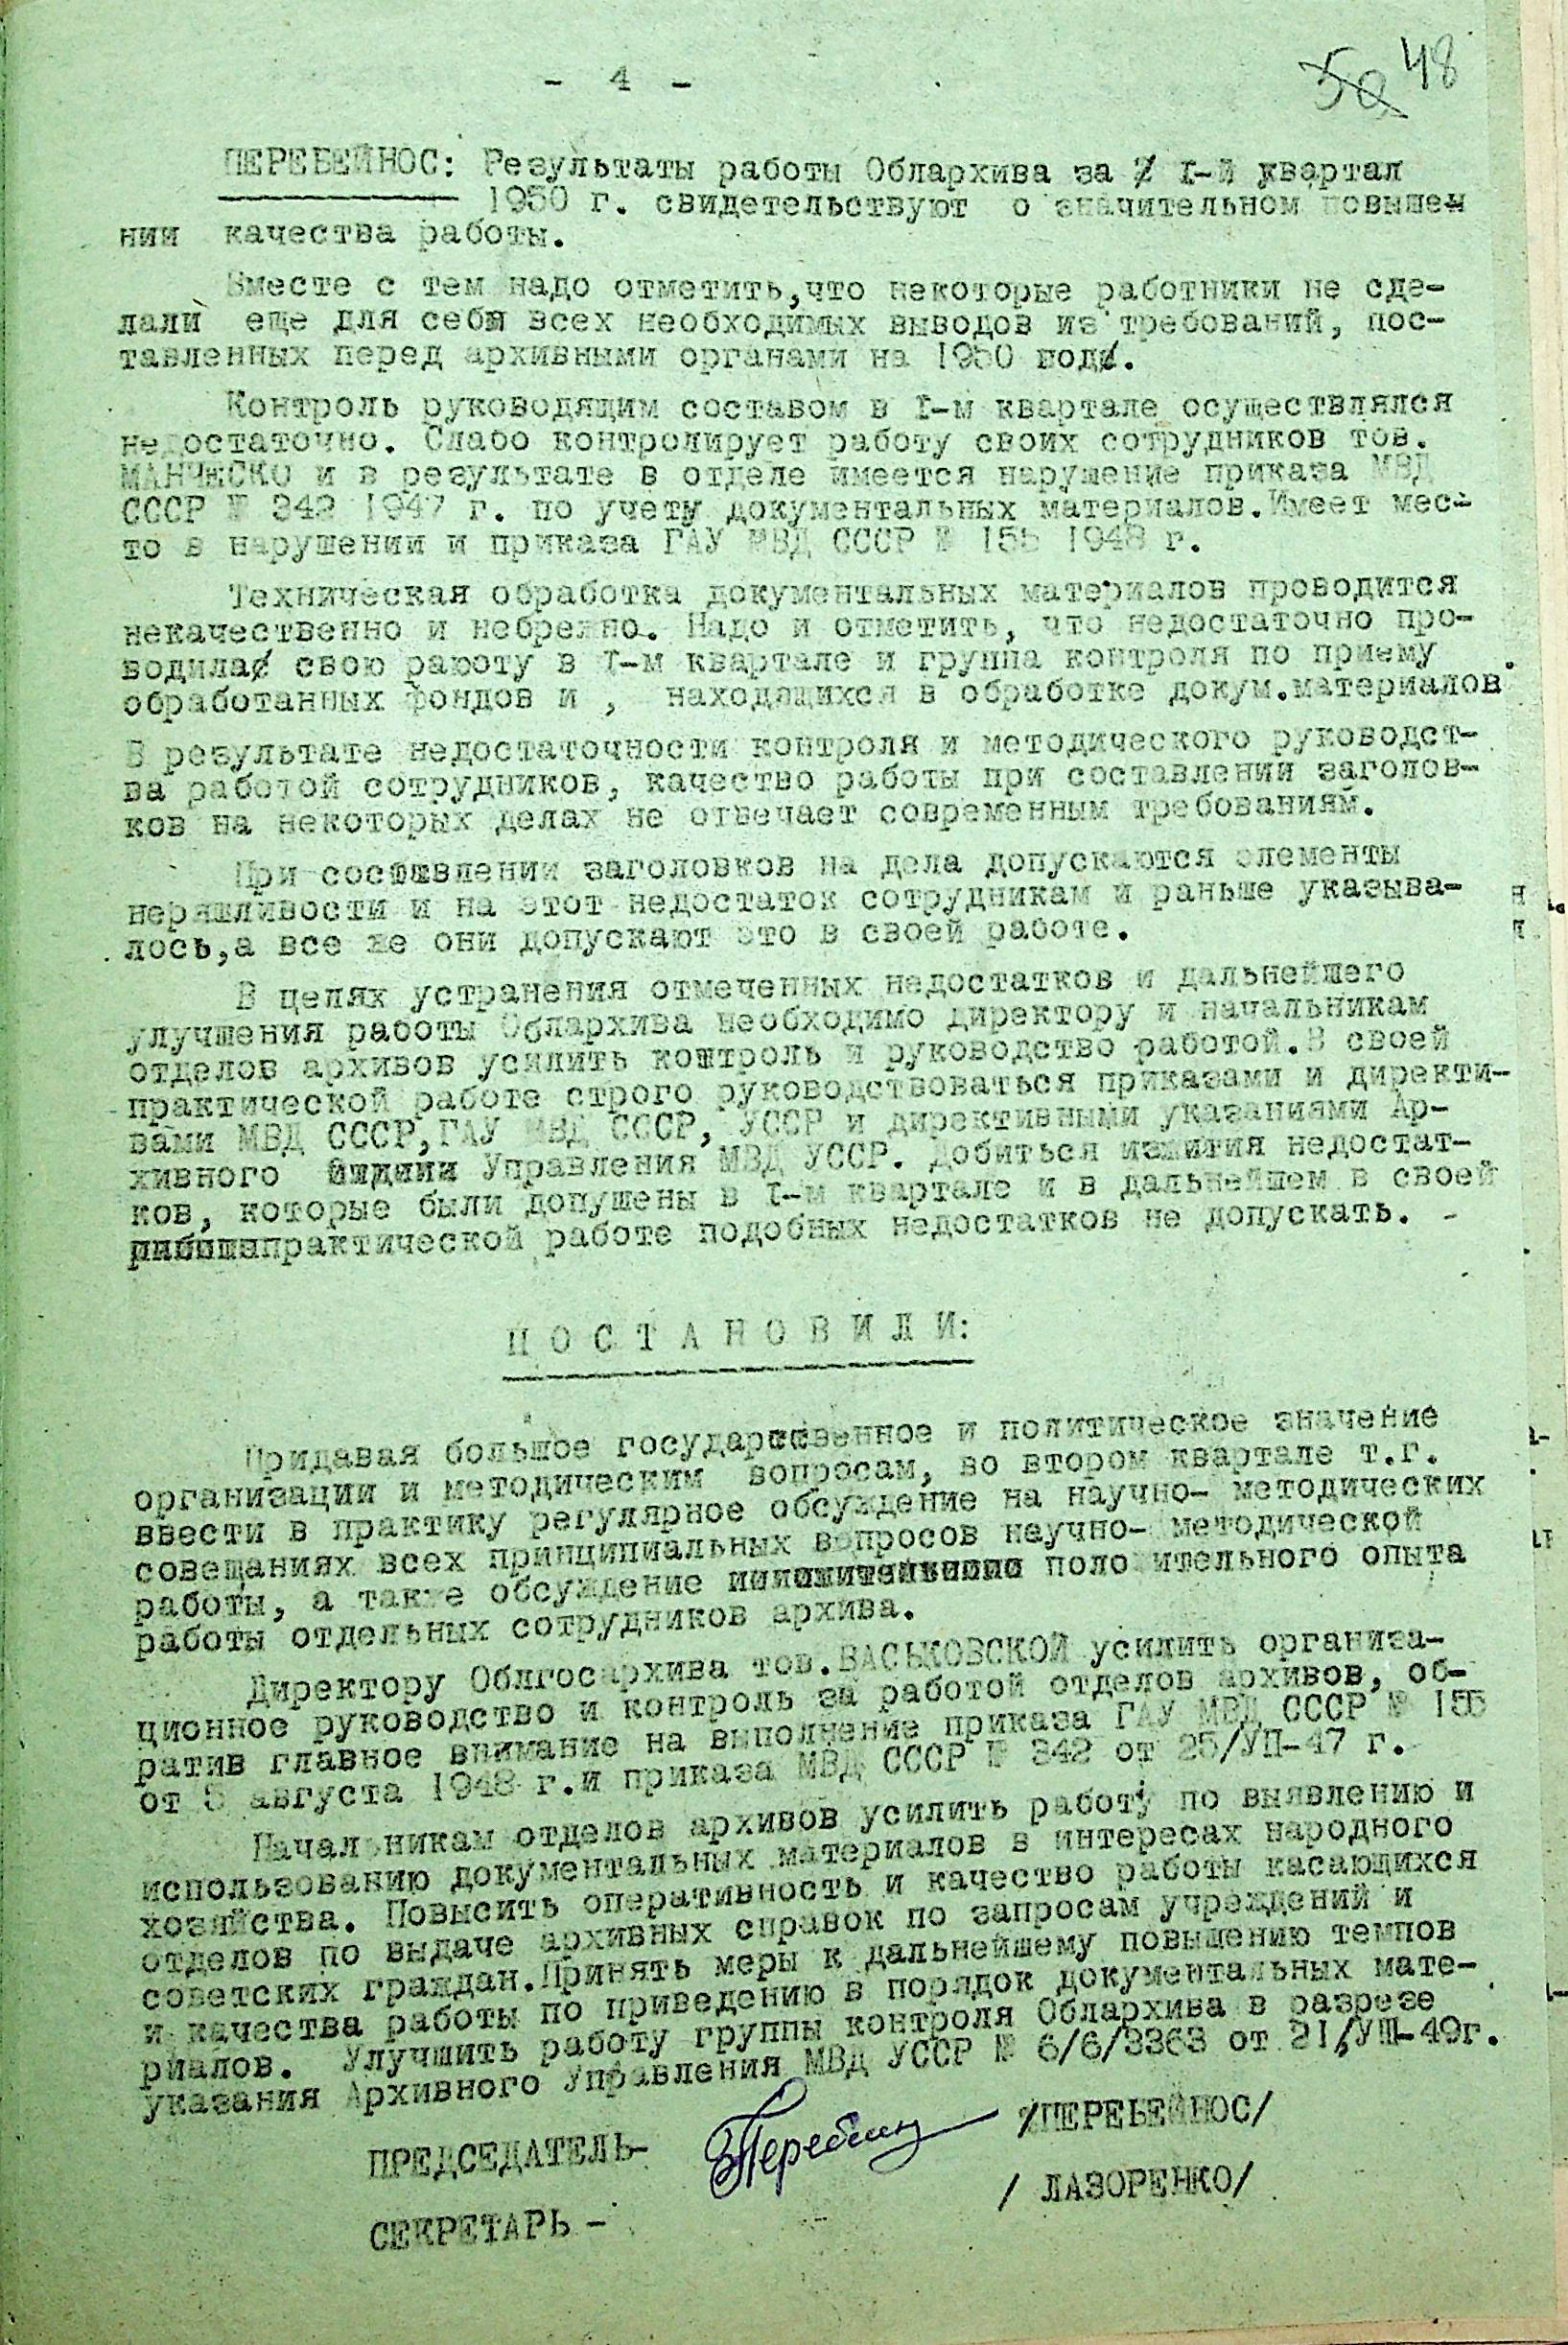 - 4 -
50 48
ПЕРЕБЕЙНОС: Результаты работы Облархива за I-й квартал
1950 г. свидетельствуют о значительном повышен
нии качества работы.
Вместе с тем надо отметить,что некоторые работники не сде-
лали еще для себя всех необходимых выводов из требований, пос-
тавленных перед архивными органами на 1950 год.
Контроль руководящим составом в I-м квартале осуществлялся
недостаточно. Слабо контролирует работу своих сотрудников тов.
МАНЧЕСКО и в результате в отделе имеется нарушение приказа МВД
СССР № 342 1947 г. по учету документальных материалов.Имеет мес-
то в нарушении и приказа ГАУ МВД СССР № 155 1948 г.
Техническая обработка документальных материалов проводится
некачественно и небрежно. Надо и отметить, что недостаточно про-
водила свою работу в I-м квартале и группа контроля по приему
обработанных фондов и , находящихся в обработке докум.материалов.
В результате недостаточности контроля и методического руководст-
ва работой сотрудников, качество работы при составлении заголов-
ков на некоторых делах не отвечает современным требованиям.
При составлении заголовков на дела допускаются элементы
неряшливости и на этот недостаток сотрудникам и раньше указыва-
лось,а все же они допускают это в своей работе.
В целях устранения отмеченных недостатков и дальнейшего
улучшения работы Облархива необходимо директору и начальникам
отделов архивов усилить контроль и руководство работой.В своей
практической работе строго руководствоваться приказами и директи-
вами МВД СССР,ГАУ МВД СССР, УССР и директивными указаниями Ар-
хивного Управления МВД УССР. Добиться изжития недостат-
ков, которые были допушены в I-м квартале и в дальнейшем в своей
практической работе подобных недостатков не допускать. -
П О С Т А Н О В И Л И:
Придавая большое государственное и политическое значение
организации и методическим вопросам, во втором квартале т.г.
ввести в практику регулярное обсуждение на научно- методических
совещаниях всех принципиальных вопросов научно- методической
работы, а также обсуждение положительного опыта
работы отдельных сотрудников архива.
Директору Облгосархива тов.ВАСЬКОВСКОЙ усилить организа-
ционное руководство и контроль за работой отделов архивов, об-
ратив главное внимание на выполнение приказа ГАУ МВД СССР № 155
от 5 августа 1948 г.и приказа МВД СССР № 342 от 25/УП-47 г.
Начальникам отделов архивов усилить работу по выявлению и
использованию документальных материалов в интересах народного
хозяйства. Повысить оперативность и качество работы касающихся
отделов по выдаче архивных справок по запросам учреждений и
советских граждан.Принять меры к дальнейшему повышению темпов
и качества работы по приведению в порядок документальных мате-
риалов. Улучшить работу группы контроля Облархива в разрезе
указания Архивного Управления МВД УССР № 6/6/3363 от 21/УШ-49г.
ПРЕДСЕДАТЕЛЬ- /ПЕРЕБЕЙНОС/
СЕКРЕТАРЬ - / ЛАЗОРЕНКО/